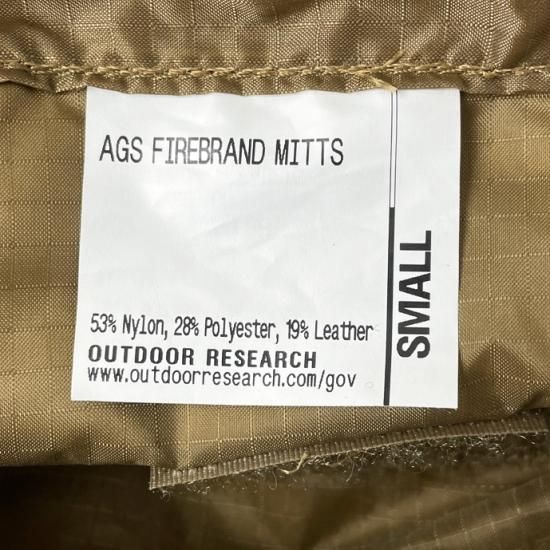 AGS FIREBRAND MITTS
53% Nylon, 28% Polyester, 19% Leather
OUTDOOR RESEARCH
www.outdoorresearch.com/gov
SMALL